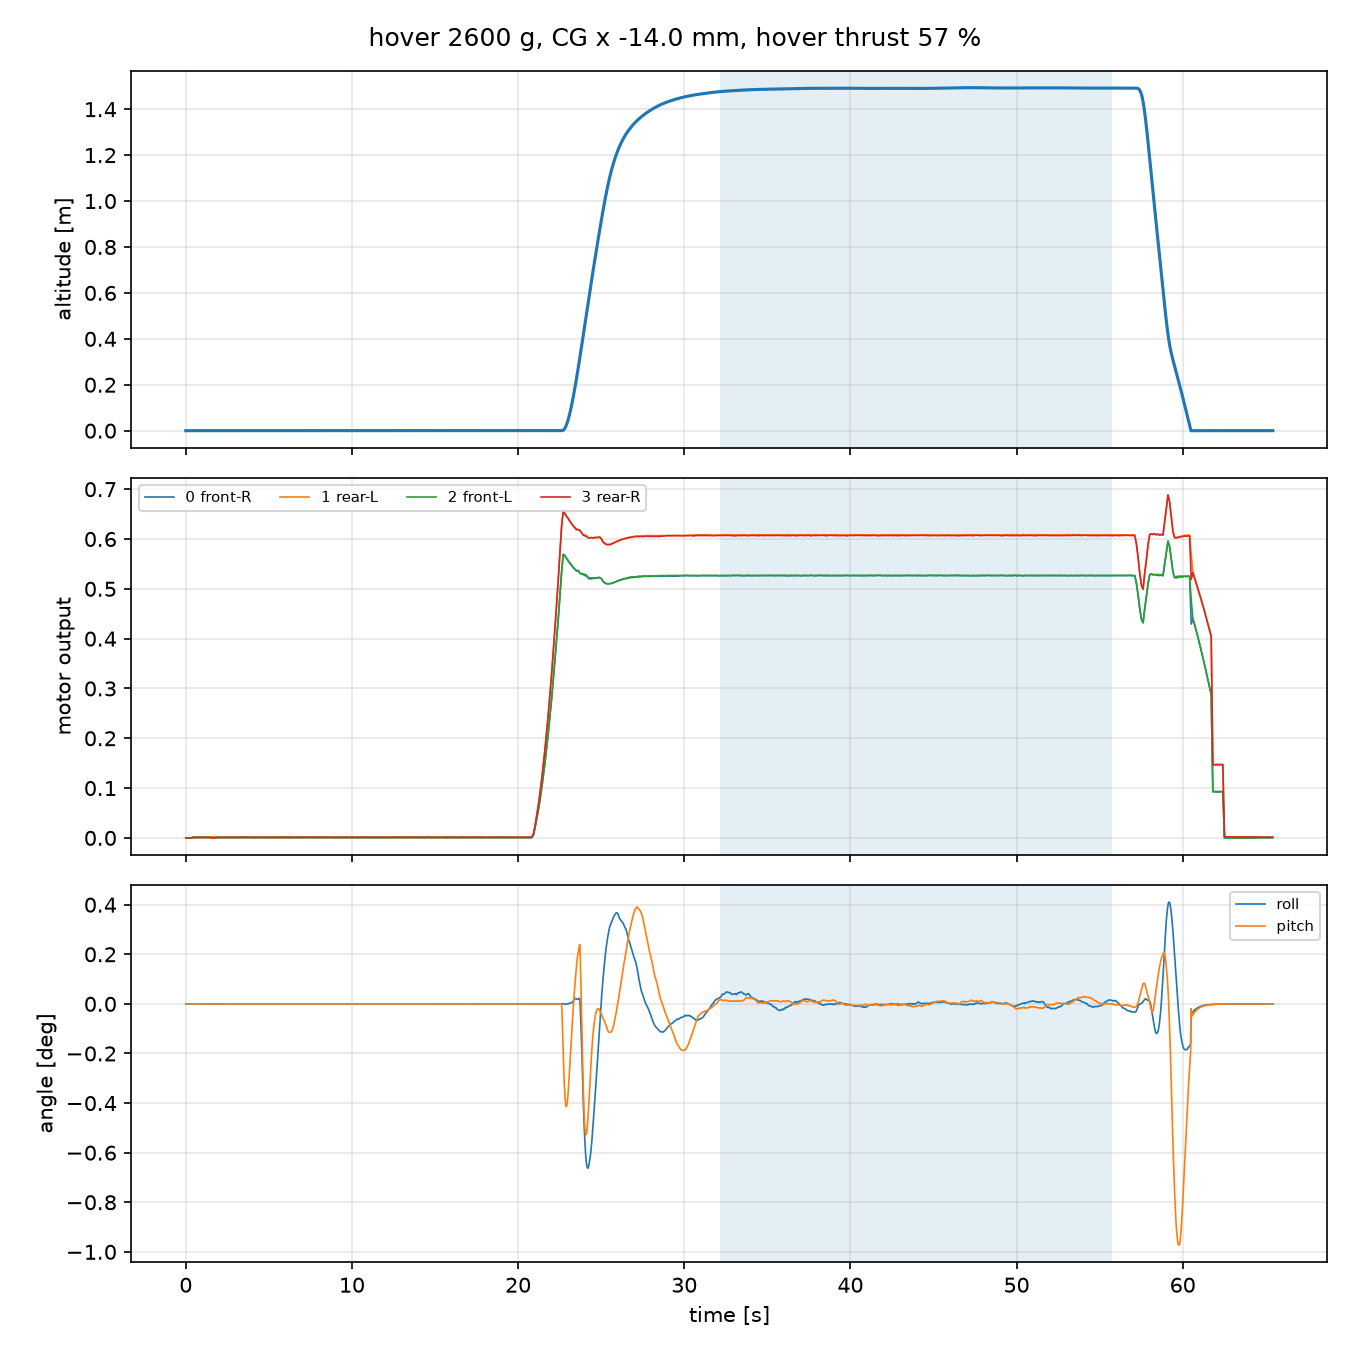 hover 2600 g, CG x -14.0 mm, hover thrust 57 %
altitude [m]
1.4
1.2
1.0
0.8
0.6
0.4
0.2
0.0
motor output
0 front-R 1 rear-L 2 front-L 3 rear-R
0.7
0.6
0.5
0.4
0.3
0.2
0.1
0.0
angle [deg]
roll
pitch
0.4
0.2
0.0
−0.2
−0.4
−0.6
−0.8
−1.0
0 10 20 30 40 50 60
time [s]